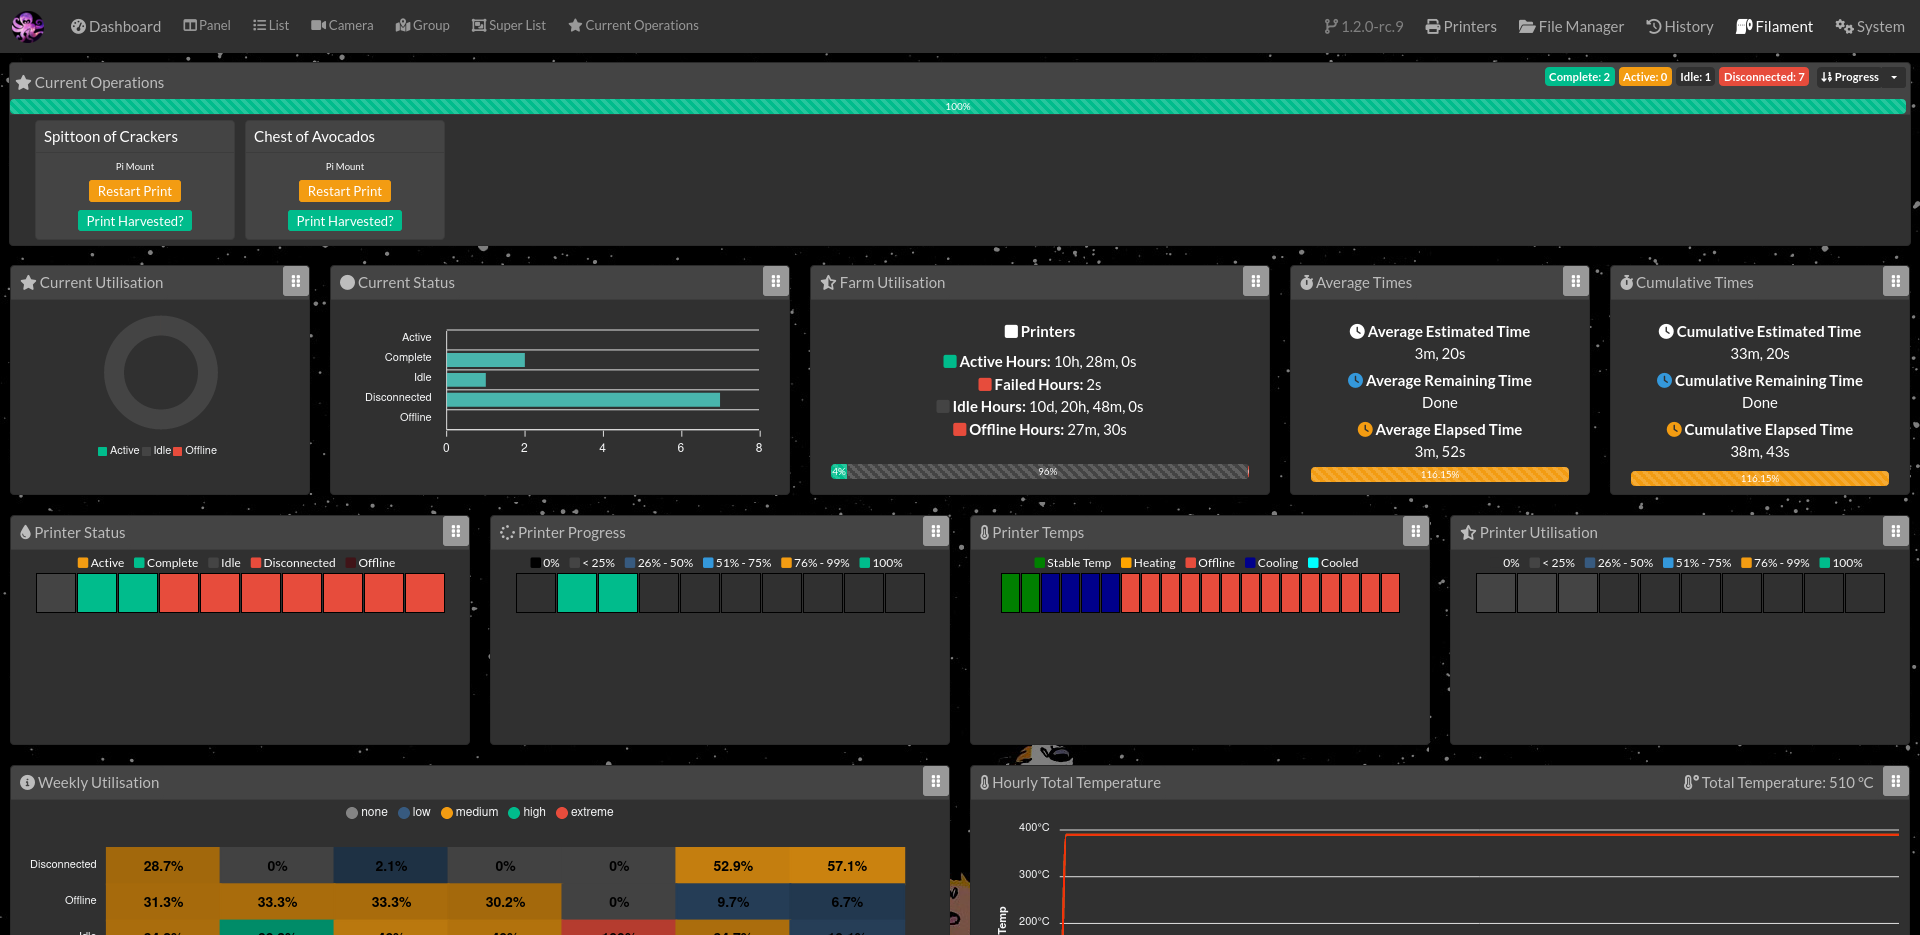 Dashboard Panel List Camera Group Super List Current Operations 1.2.0-rc.9 Printers File Manager History Filament System
Current Operations Complete: 2 Active: 0 Idle: 1 Disconnected: 7 Progress
100%
Spittoon of Crackers Chest of Avocados
Pi Mount Pi Mount
Restart Print Restart Print
Print Harvested? Print Harvested?
Current Utilisation
Active Idle Offline
Current Status
Active
Complete
Idle
Disconnected
Offline
0 2 4 6 8
Farm Utilisation
Printers
Active Hours: 10h, 28m, 0s
Failed Hours: 2s
Idle Hours: 10d, 20h, 48m, 0s
Offline Hours: 27m, 30s
4% 96%
Average Times
Average Estimated Time
3m, 20s
Average Remaining Time
Done
Average Elapsed Time
3m, 52s
116.15%
Cumulative Times
Cumulative Estimated Time
33m, 20s
Cumulative Remaining Time
Done
Cumulative Elapsed Time
38m, 43s
116.15%
Printer Status
Active Complete Idle Disconnected Offline
Printer Progress
0% < 25% 26% - 50% 51% - 75% 76% - 99% 100%
Printer Temps
Stable Temp Heating Offline Cooling Cooled
Printer Utilisation
0% < 25% 26% - 50% 51% - 75% 76% - 99% 100%
Weekly Utilisation
none low medium high extreme
Disconnected 28.7% 0% 2.1% 0% 0% 52.9% 57.1%
Offline 31.3% 33.3% 33.3% 30.2% 0% 9.7% 6.7%
Hourly Total Temperature Total Temperature: 510 °C
400°C
300°C
200°C
Temp